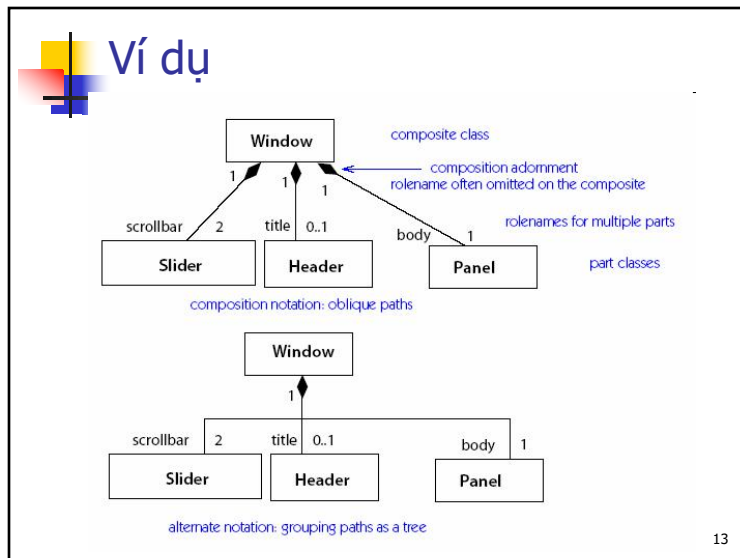 Ví dụ
Window
composite class
1
1
1
composition adornment
rolename often omitted on the composite
scrollbar
2
title
0..1
body
1
rolenames for multiple parts
Slider
Header
Panel
part classes
composition notation: oblique paths
Window
1
scrollbar
2
title
0..1
body
1
Slider
Header
Panel
alternate notation: grouping paths as a tree
13